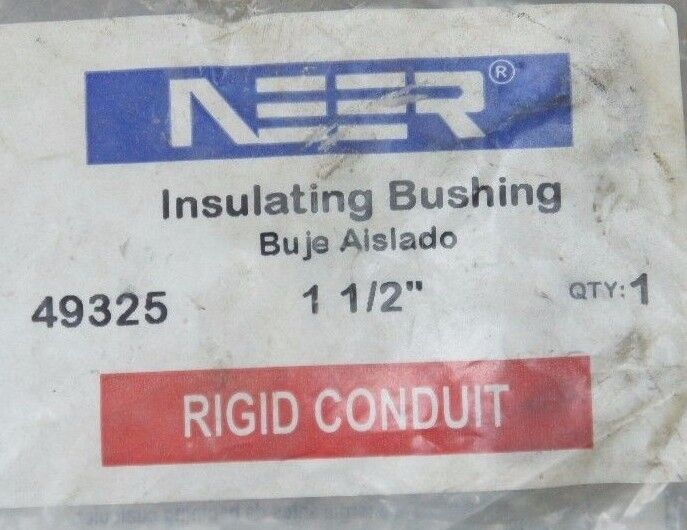 NEER®
Insulating Bushing
Buje Aislado
49325 1 1/2" QTY: 1
RIGID CONDUIT